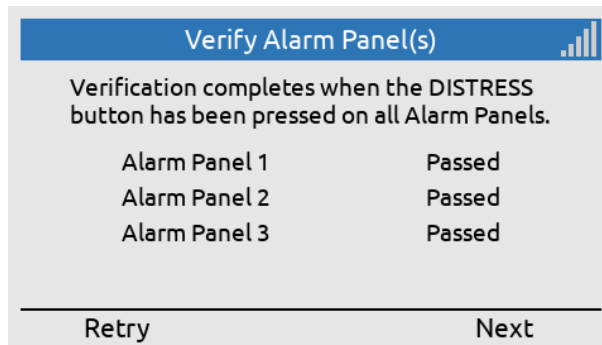 Verify Alarm Panel(s)
Verification completes when the DISTRESS
button has been pressed on all Alarm Panels.
Alarm Panel 1 Passed
Alarm Panel 2 Passed
Alarm Panel 3 Passed
Retry Next